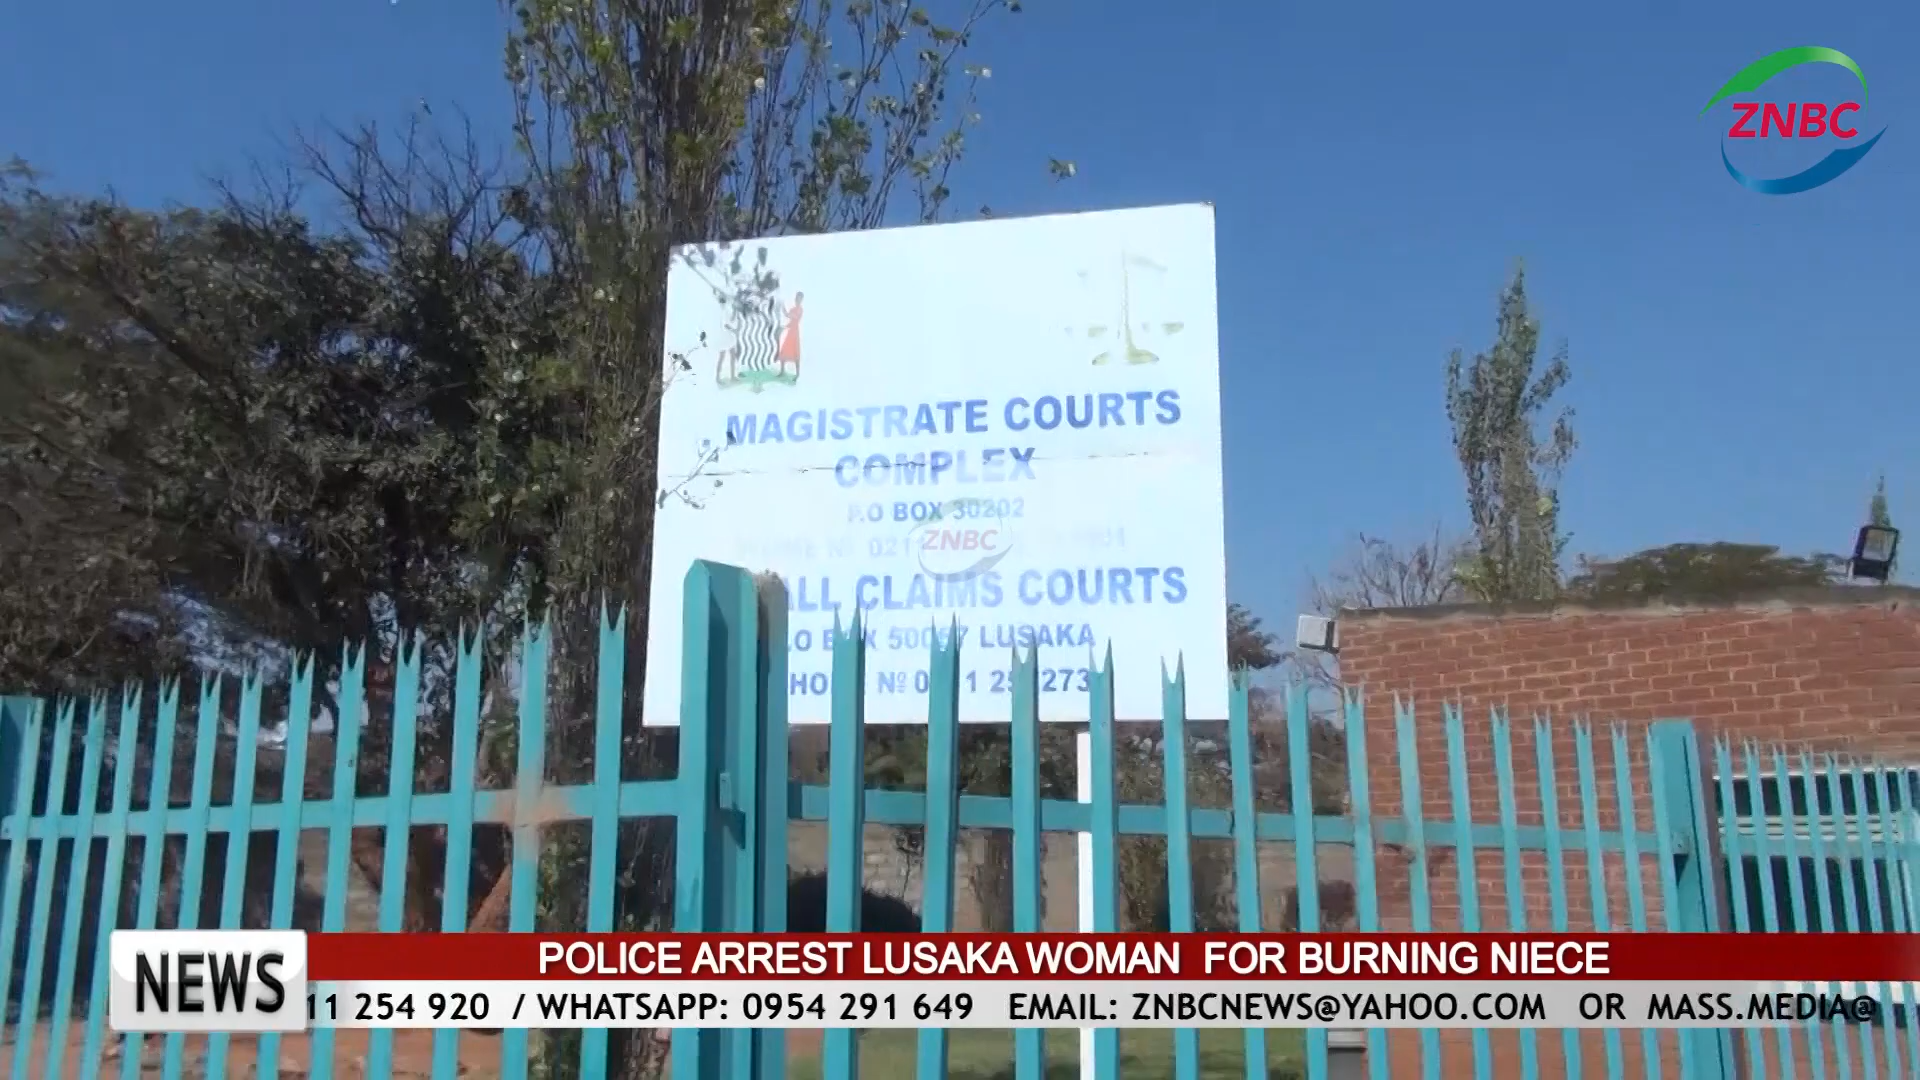 ZNBC
MAGISTRATE COURTS
COMPLEX
P.O BOX 30202
ZNBC
CLAIMS COURTS
LUSAKA
POLICE ARREST LUSAKA WOMAN FOR BURNING NIECE
NEWS
11 254 920 / WHATSAPP: 0954 291 649 EMAIL: ZNBCNEWS@YAHOO.COM OR MASS.MEDIA@